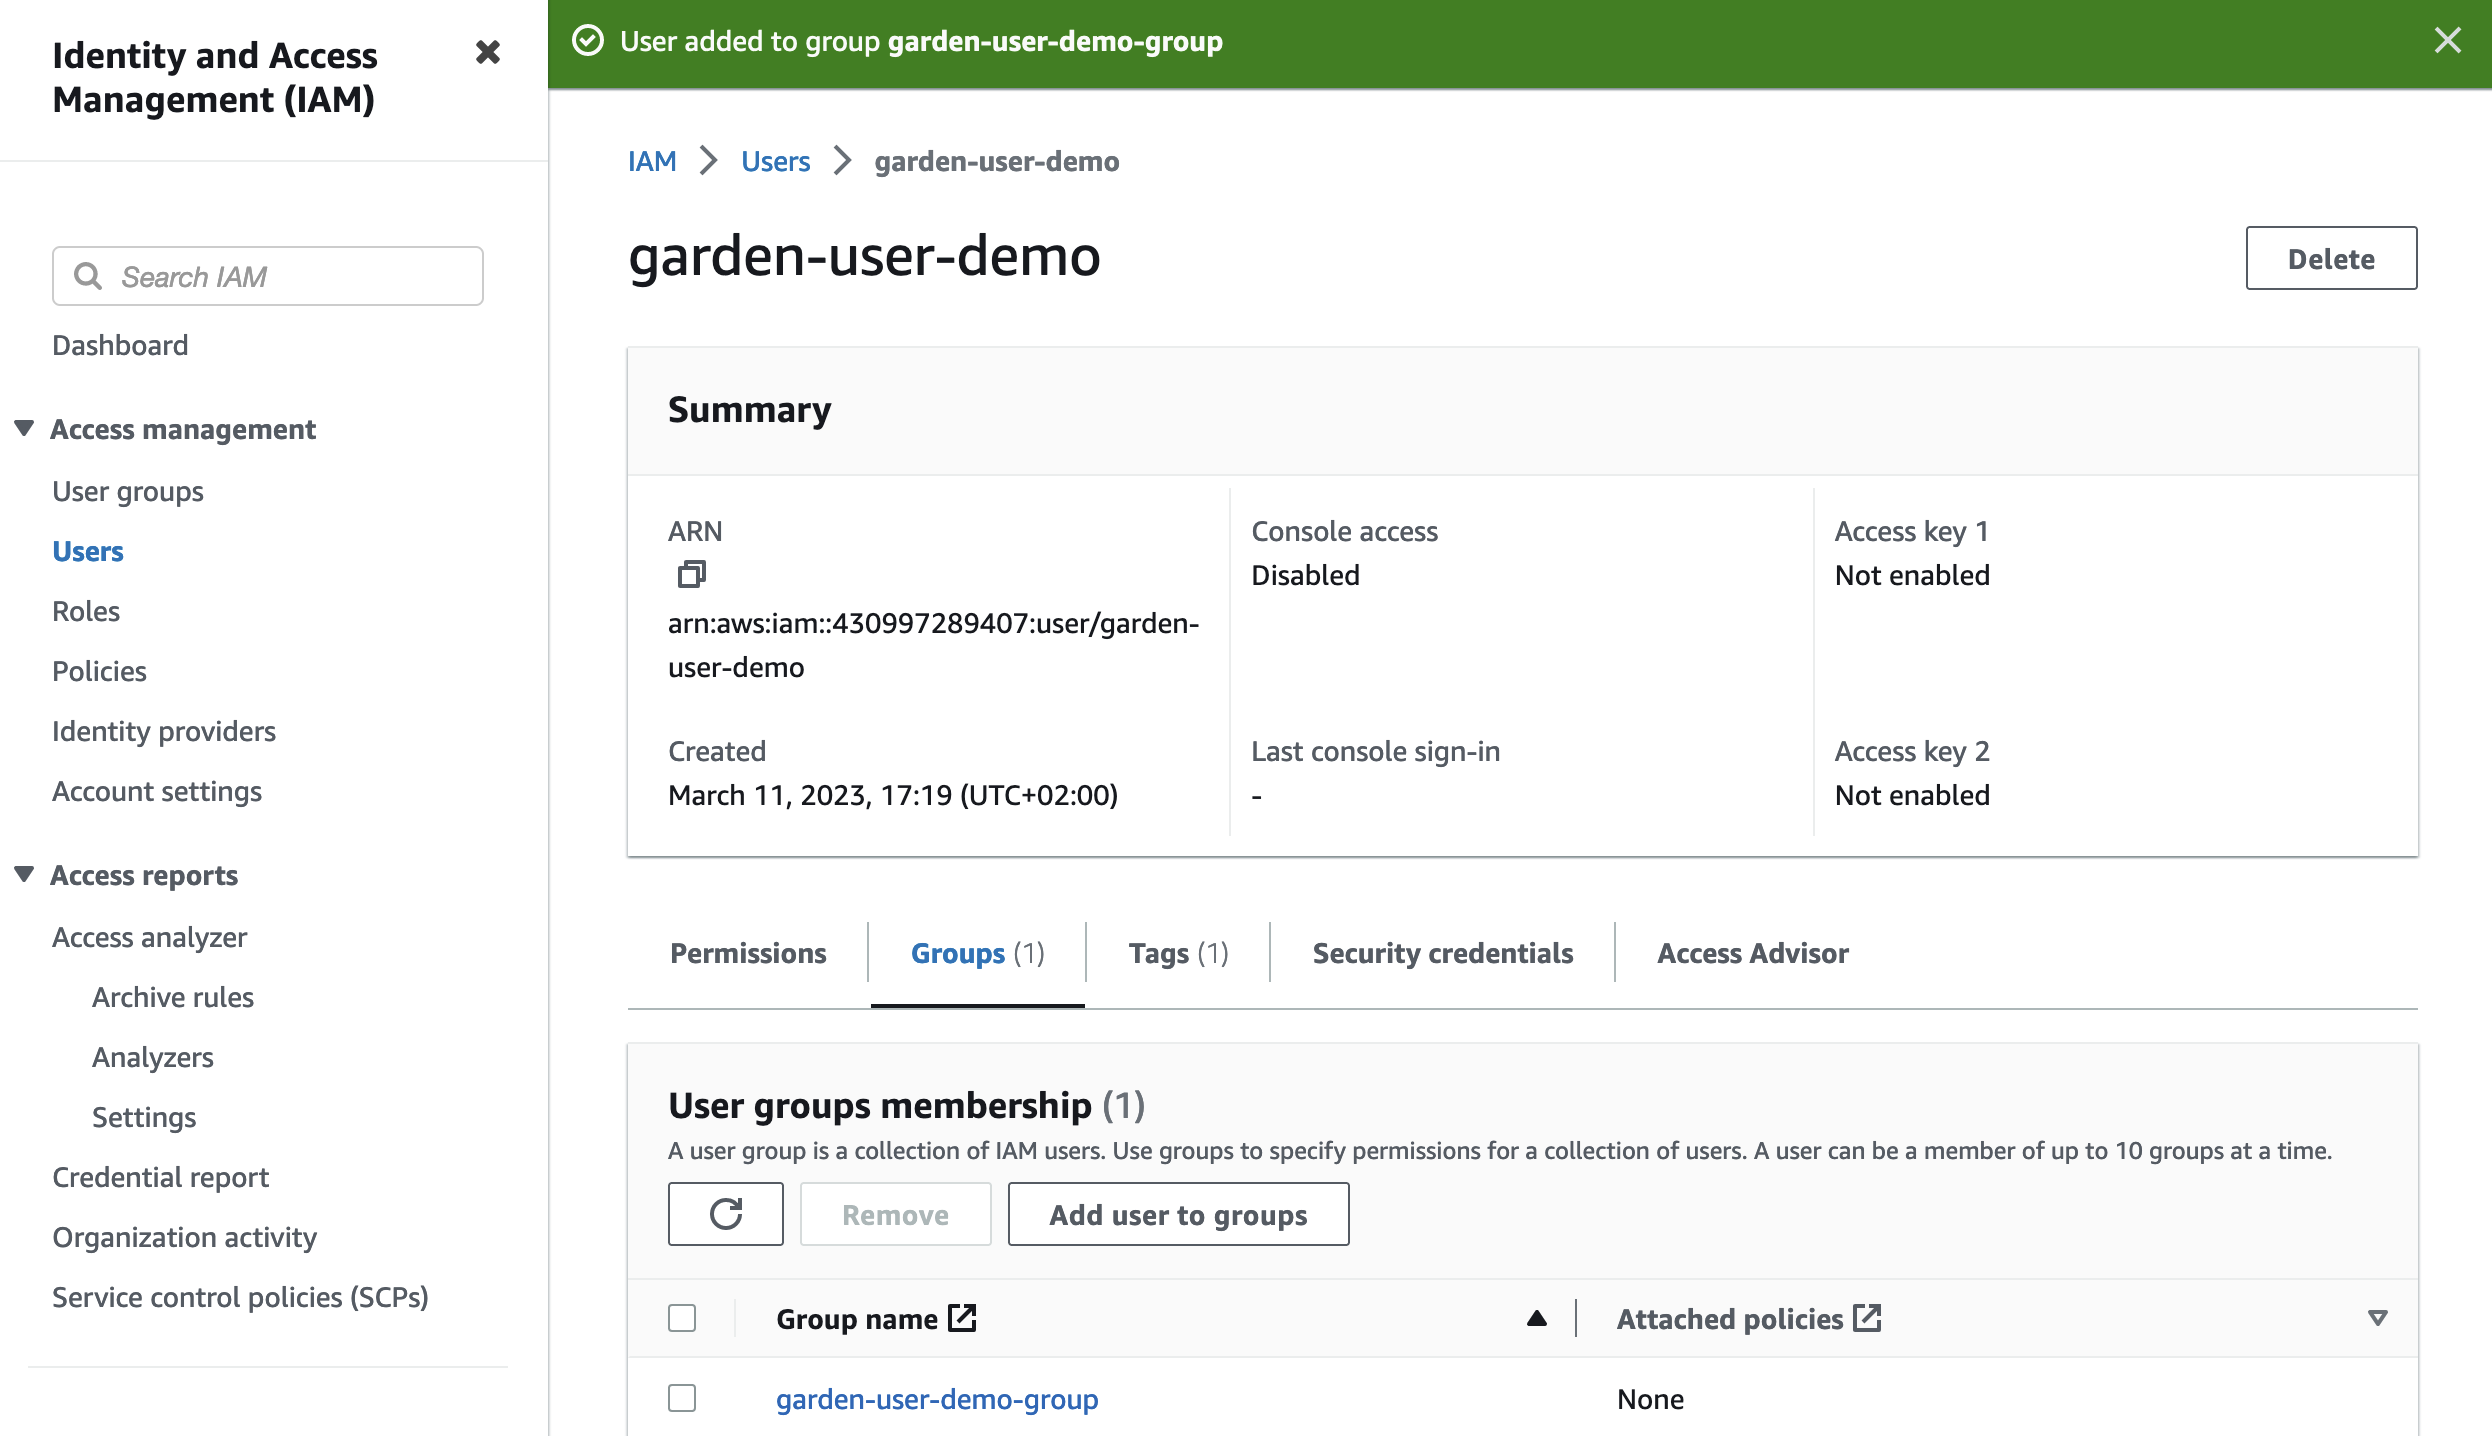 Identity and Access
Management (IAM)
Search IAM
Dashboard
Access management
User groups
Users
Roles
Policies
Identity providers
Account settings
Access reports
Access analyzer
Archive rules
Analyzers
Settings
Credential report
Organization activity
Service control policies (SCPs)
User added to group garden-user-demo-group
IAM > Users > garden-user-demo
garden-user-demo
Delete
Summary
ARN
arn:aws:iam::430997289407:user/garden-
user-demo
Console access
Disabled
Access key 1
Not enabled
Created
March 11, 2023, 17:19 (UTC+02:00)
Last console sign-in
-
Access key 2
Not enabled
Permissions
Groups (1)
Tags (1)
Security credentials
Access Advisor
User groups membership (1)
A user group is a collection of IAM users. Use groups to specify permissions for a collection of users. A user can be a member of up to 10 groups at a time.
Remove
Add user to groups
Group name
Attached policies
garden-user-demo-group
None